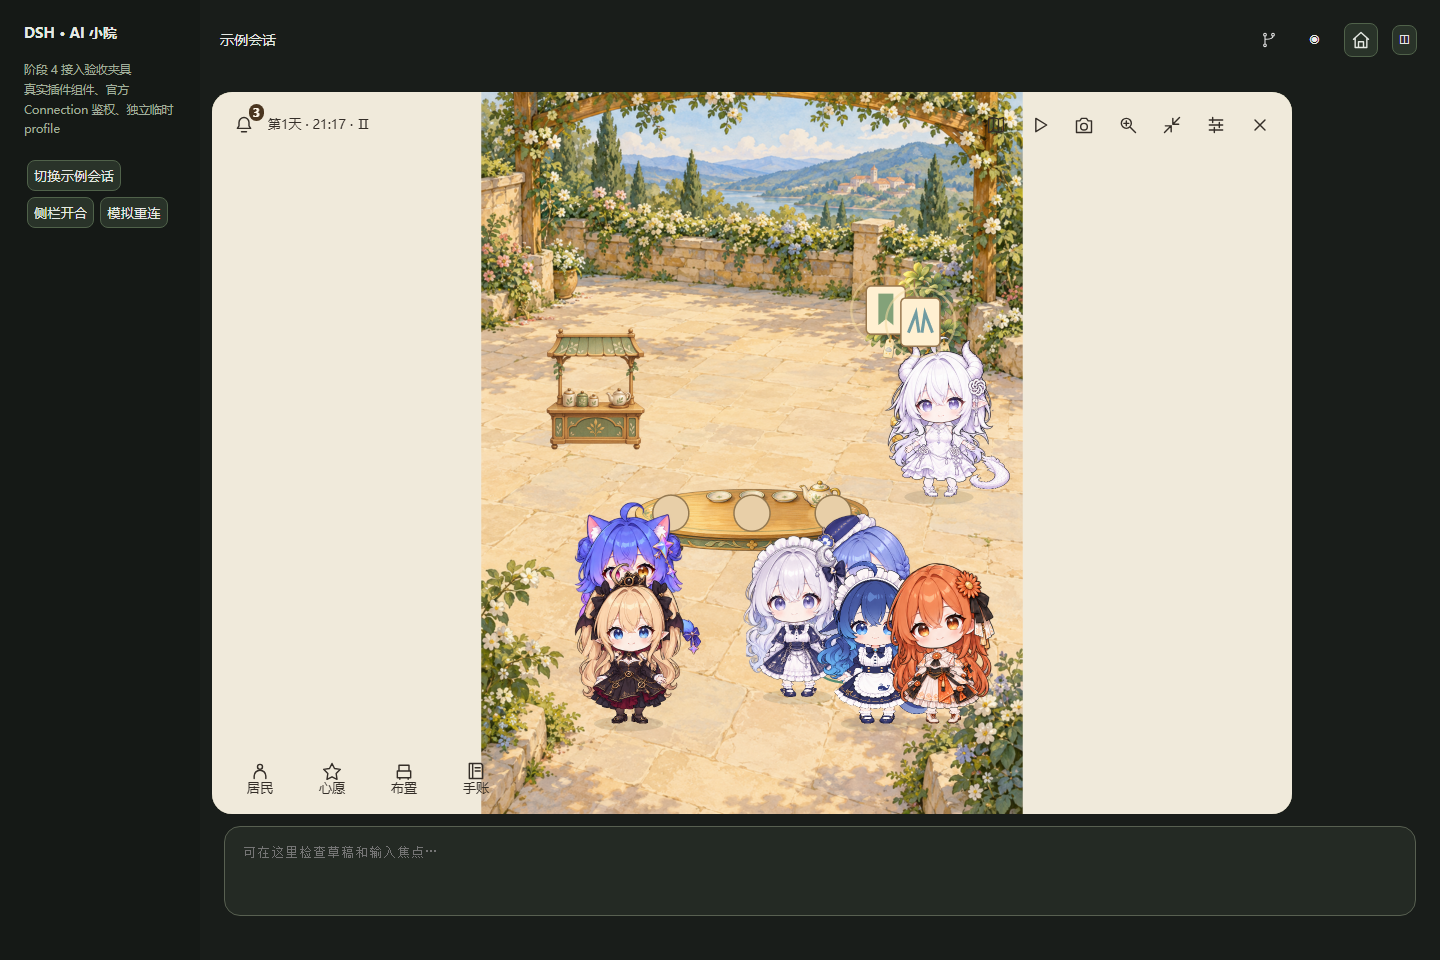 DSH • AI 小院
阶段 4 接入验收夹具
真实插件组件、官方
Connection 鉴权、独立临时
profile
切换示例会话
侧栏开合
模拟重连
示例会话
3
第1天 · 21:17 · II
居民
心愿
布置
手账
可在这里检查草稿和输入焦点…